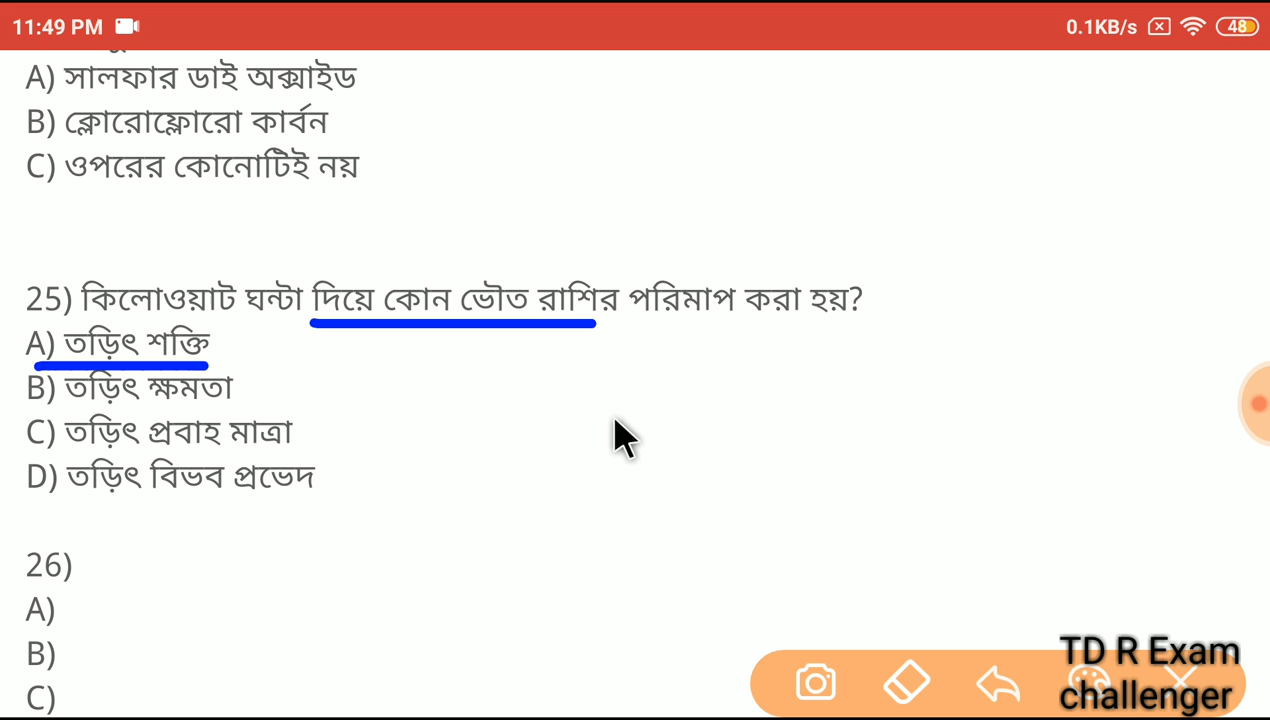 11:49 PM
0.1KB/s
48
A) সালফার ডাই অক্সাইড
B) ক্লোরোফ্লোরো কার্বন
C) ওপরের কোনোটিই নয়
25) কিলোওয়াট ঘন্টা দিয়ে কোন ভৌত রাশির পরিমাপ করা হয়?
A) তড়িৎ শক্তি
B) তড়িৎ ক্ষমতা
C) তড়িৎ প্রবাহ মাত্রা
D) তড়িৎ বিভব প্রভেদ
26)
A)
B)
C)
TD R Exam
challenger